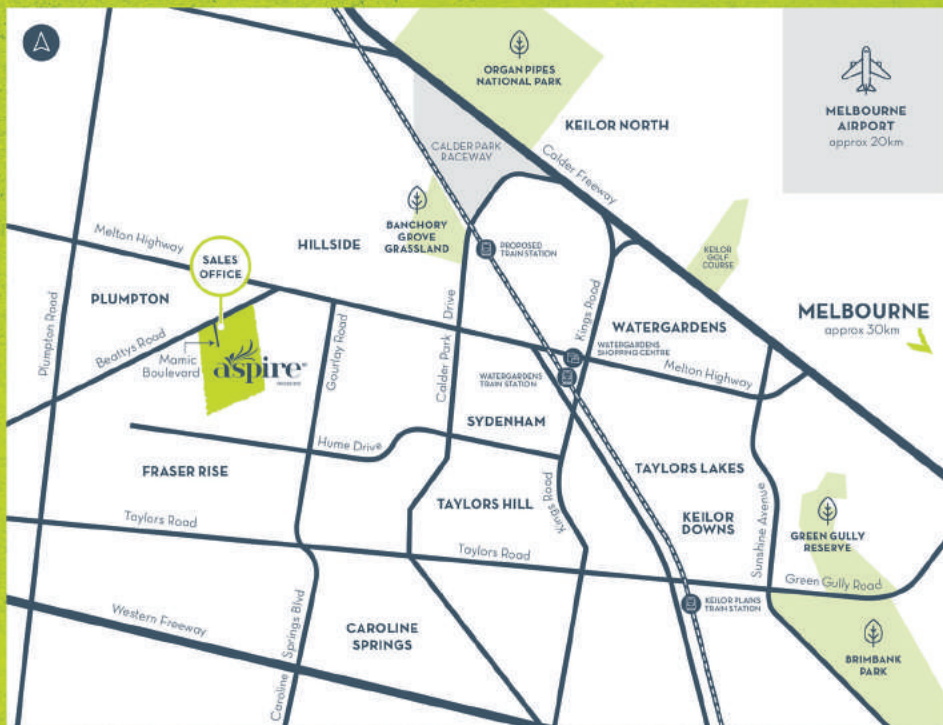 ORGAN PIPES
NATIONAL PARK
MELBOURNE
AIRPORT
approx 20km
KEILOR NORTH
CALDER PARK
RACEWAY
Calder Freeway
BANCHORY
GROVE
GRASSLAND
HILLSIDE
Melton Highway
SALES
OFFICE
PROPOSED
TRAIN STATION
KEILOR
GOLF
COURSE
PLUMPTON
Plumpton Road
Beattys Road
Mamic
Boulevard
aspire
Gourlay Road
Calder Park Drive
Kings Road
WATERGARDENS
WATERGARDENS
SHOPPING CENTRE
MELBOURNE
approx 30km
WATERGARDENS
TRAIN STATION
Melton Highway
SYDENHAM
Hume Drive
FRASER RISE
TAYLORS HILL
Kings Road
TAYLORS LAKES
KEILOR
DOWNS
Sunshine Avenue
GREEN GULLY
RESERVE
Taylors Road
Taylors Road
Green Gully Road
KEILOR PLAINS
TRAIN STATION
Western Freeway
Caroline Springs Blvd
CAROLINE
SPRINGS
BRIMBANK
PARK